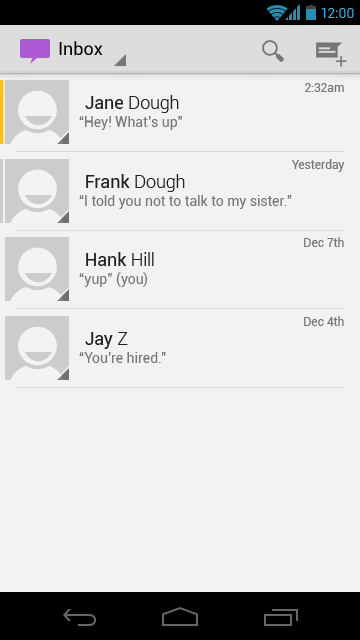 12:00
Inbox
2:32am
Jane Dough
“Hey! What's up"
Yesterday
Frank Dough
“I told you not to talk to my sister."
Dec 7th
Hank Hill
“yup" (you)
Dec 4th
Jay Z
“You're hired."